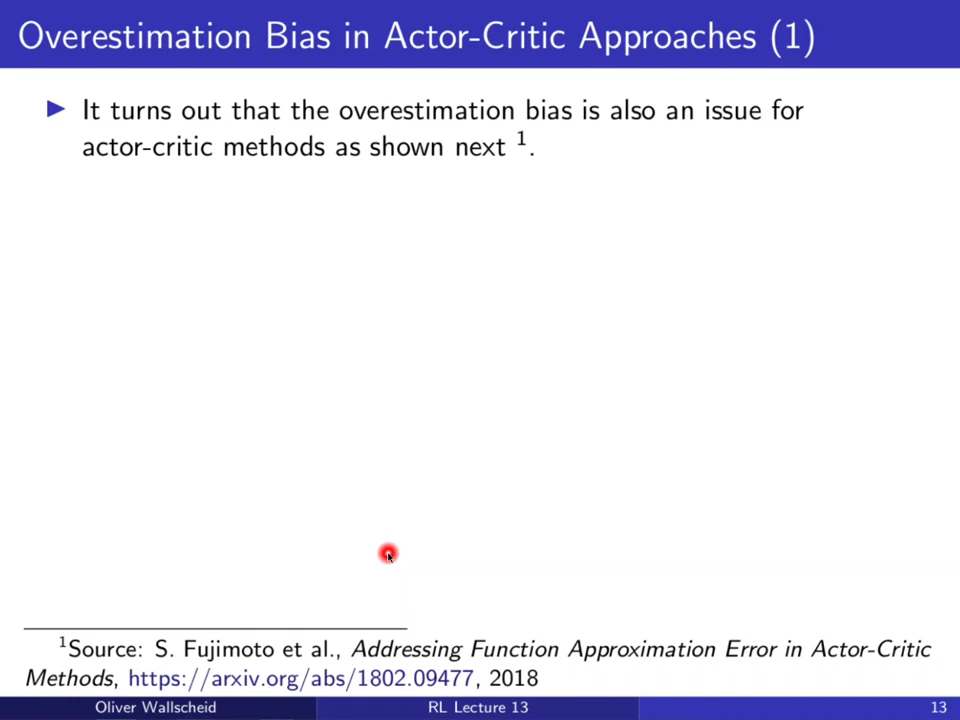 Overestimation Bias in Actor-Critic Approaches (1)
▶ It turns out that the overestimation bias is also an issue for
actor-critic methods as shown next 1.
1Source: S. Fujimoto et al., Addressing Function Approximation Error in Actor-Critic
Methods, https://arxiv.org/abs/1802.09477, 2018
Oliver Wallscheid RL Lecture 13 13